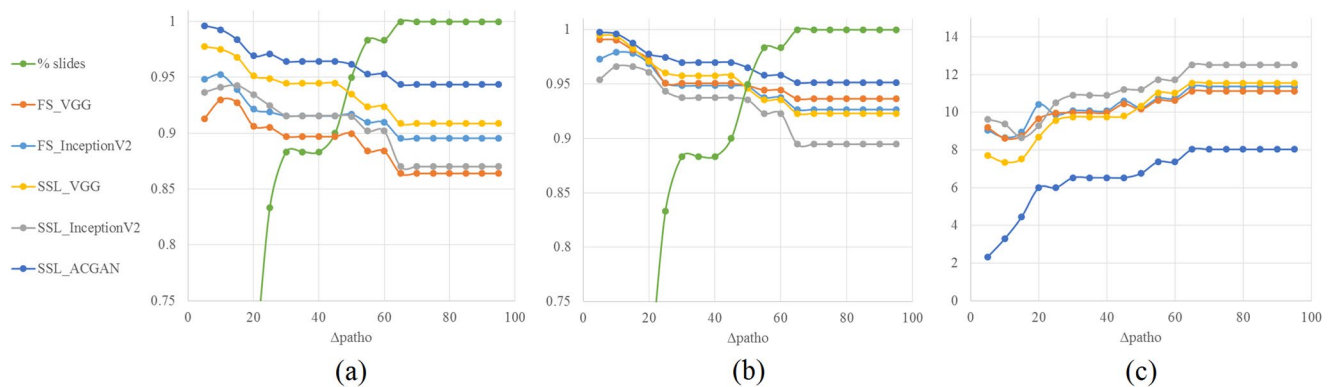 % slides
FS_VGG
FS_InceptionV2
SSL_VGG
SSL_InceptionV2
SSL_ACGAN
1
0.95
0.9
0.85
0.8
0.75
0 20 40 60 80 100
Δpatho
(a)
1
0.95
0.9
0.85
0.8
0.75
0 20 40 60 80 100
Δpatho
(b)
14
12
10
8
6
4
2
0
0 20 40 60 80 100
Δpatho
(c)